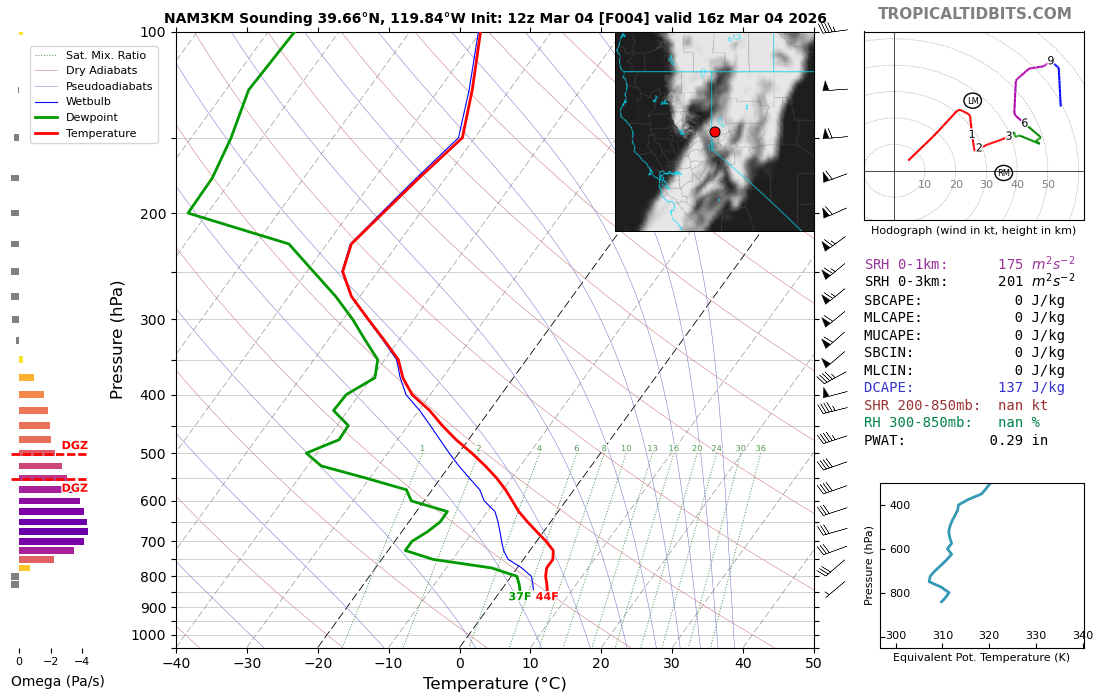 NAM3KM Sounding 39.66°N, 119.84°W Init: 12z Mar 04 [F004] valid 16z Mar 04 2026
TROPICALTIDBITS.COM
Sat. Mix. Ratio
Dry Adiabats
Pseudoadiabats
Wetbulb
Dewpoint
Temperature
100
200
300
400
500
600
700
800
900
1000
Pressure (hPa)
−40 −30 −20 −10 0 10 20 30 40 50
Temperature (°C)
1 2 4 6 8 10 13 16 20 24 30 36
37F 44F
DGZ
DGZ
0 −2 −4
Omega (Pa/s)
9
LM
1 2 3 6
RM
10 20 30 40 50
Hodograph (wind in kt, height in km)
SRH 0-1km: 175 m²s⁻²
SRH 0-3km: 201 m²s⁻²
SBCAPE: 0 J/kg
MLCAPE: 0 J/kg
MUCAPE: 0 J/kg
SBCIN: 0 J/kg
MLCIN: 0 J/kg
DCAPE: 137 J/kg
SHR 200-850mb: nan kt
RH 300-850mb: nan %
PWAT: 0.29 in
400
600
800
Pressure (hPa)
300 310 320 330 340
Equivalent Pot. Temperature (K)